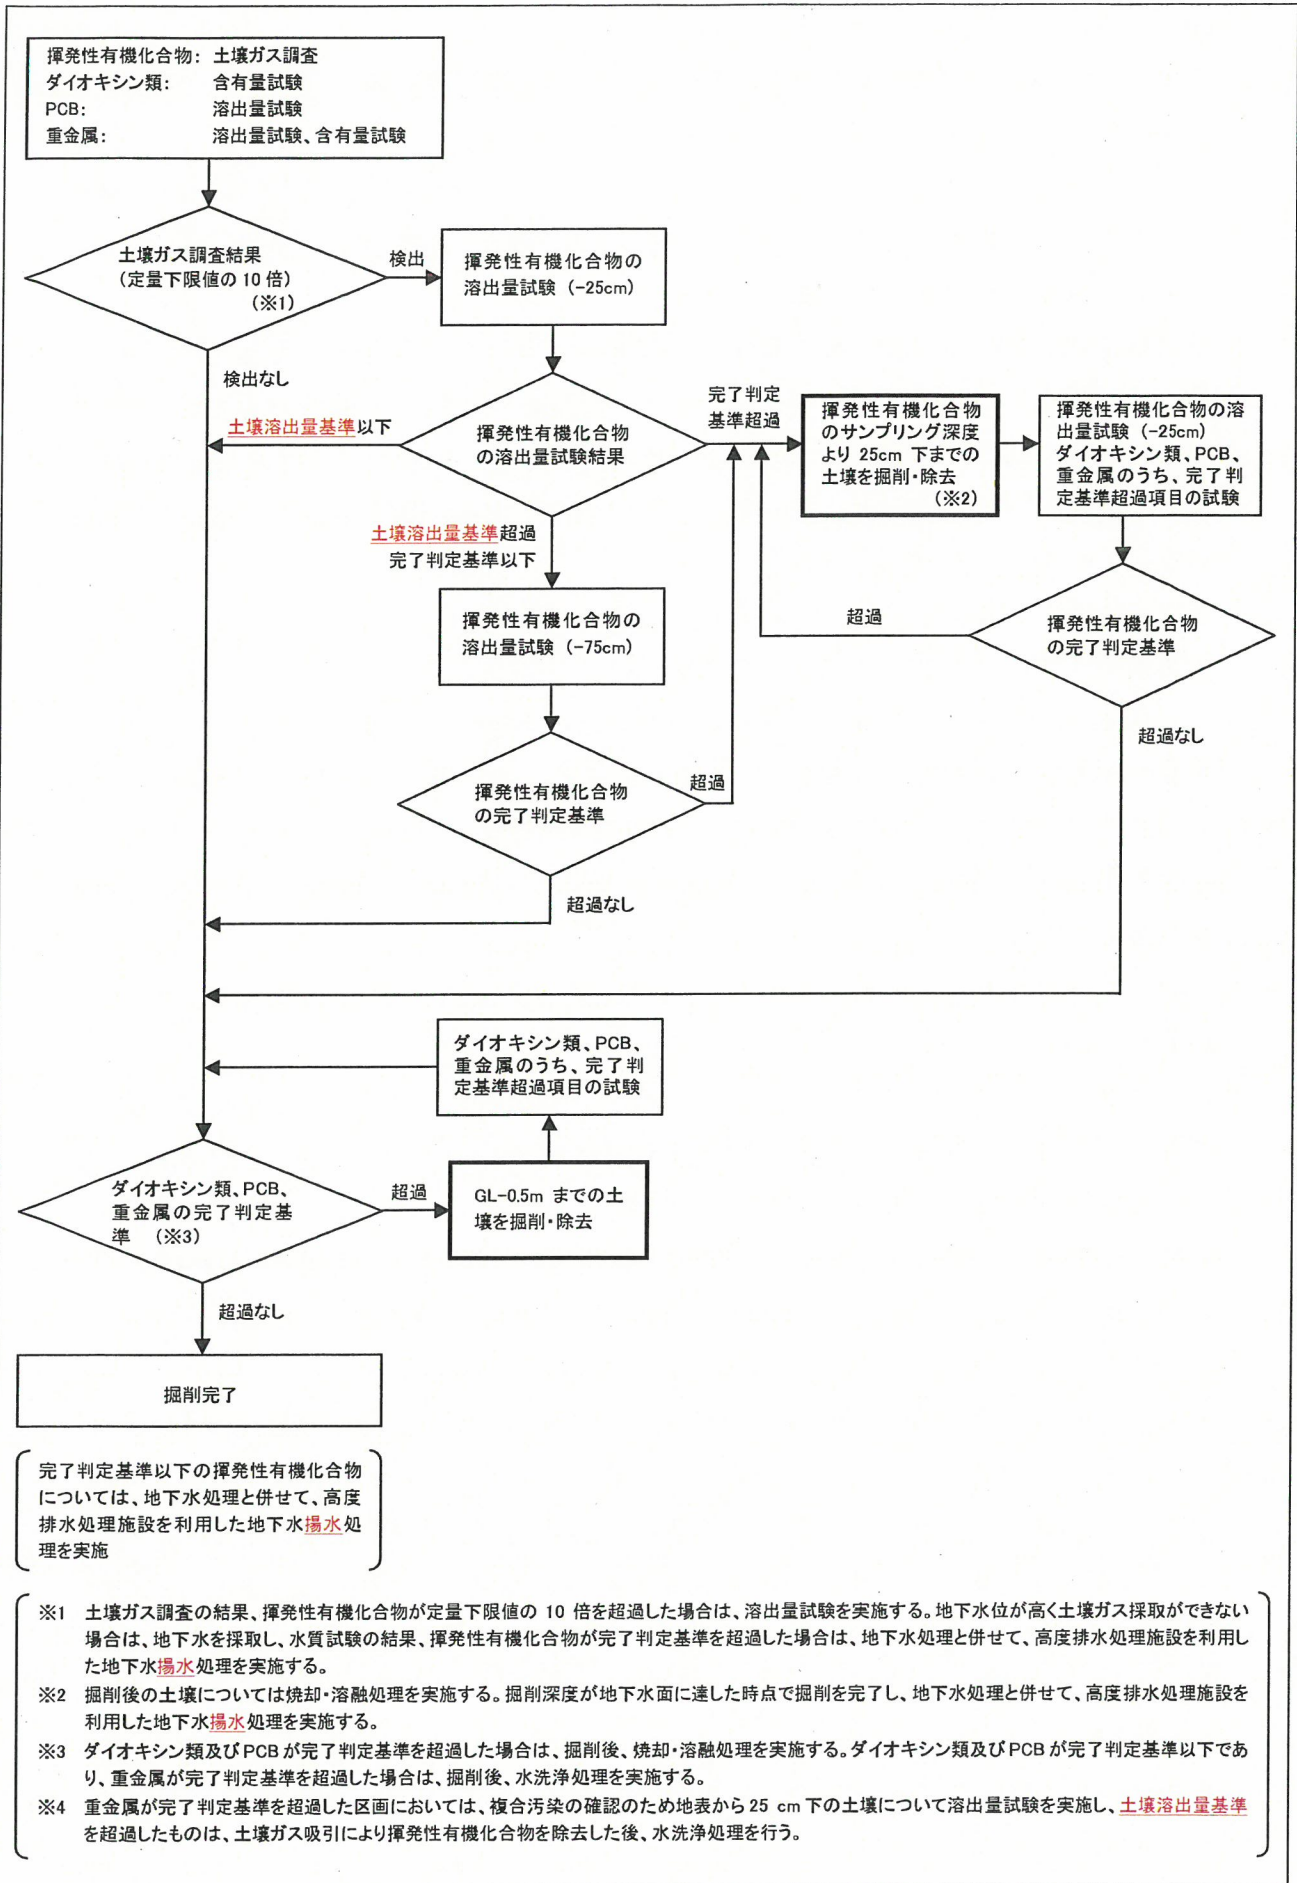 揮発性有機化合物: 土壌ガス調査
ダイオキシン類: 含有量試験
PCB: 溶出量試験
重金属: 溶出量試験、含有量試験
土壌ガス調査結果
(定量下限値の 10 倍)
(※1)
検出
揮発性有機化合物の
溶出量試験 (-25cm)
検出なし
土壌溶出量基準以下
揮発性有機化合物
の溶出量試験結果
完了判定
基準超過
揮発性有機化合物
のサンプリング深度
より 25cm 下までの
土壌を掘削・除去
(※2)
揮発性有機化合物の溶
出量試験 (-25cm)
ダイオキシン類、PCB、
重金属のうち、完了判
定基準超過項目の試験
土壌溶出量基準超過
完了判定基準以下
揮発性有機化合物の
溶出量試験 (-75cm)
超過
揮発性有機化合物
の完了判定基準
超過なし
揮発性有機化合物
の完了判定基準
超過
超過なし
ダイオキシン類、PCB、
重金属のうち、完了判
定基準超過項目の試験
ダイオキシン類、PCB、
重金属の完了判定基
準 (※3)
超過
GL-0.5m までの土
壌を掘削・除去
超過なし
掘削完了
完了判定基準以下の揮発性有機化合物
については、地下水処理と併せて、高度
排水処理施設を利用した地下水揚水処
理を実施
※1 土壌ガス調査の結果、揮発性有機化合物が定量下限値の 10 倍を超過した場合は、溶出量試験を実施する。地下水位が高く土壌ガス採取ができない
場合は、地下水を採取し、水質試験の結果、揮発性有機化合物が完了判定基準を超過した場合は、地下水処理と併せて、高度排水処理施設を利用し
た地下水揚水処理を実施する。
※2 掘削後の土壌については焼却・溶融処理を実施する。掘削深度が地下水面に達した時点で掘削を完了し、地下水処理と併せて、高度排水処理施設を
利用した地下水揚水処理を実施する。
※3 ダイオキシン類及びPCBが完了判定基準を超過した場合は、掘削後、焼却・溶融処理を実施する。ダイオキシン類及びPCBが完了判定基準以下であ
り、重金属が完了判定基準を超過した場合は、掘削後、水洗浄処理を実施する。
※4 重金属が完了判定基準を超過した区画においては、複合汚染の確認のため地表から25 cm下の土壌について溶出量試験を実施し、土壌溶出量基準
を超過したものは、土壌ガス吸引により揮発性有機化合物を除去した後、水洗浄処理を行う。